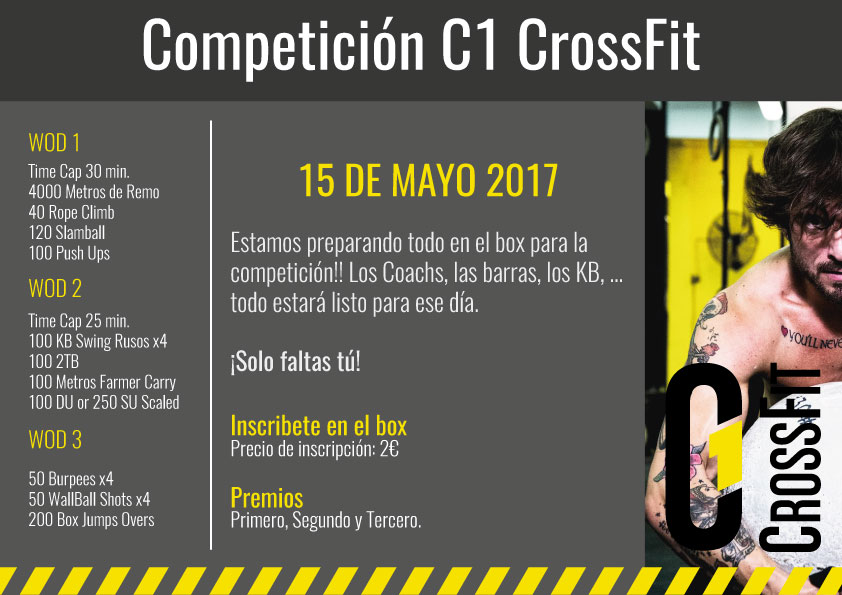 Competición C1 CrossFit
WOD 1
Time Cap 30 min.
4000 Metros de Remo
40 Rope Climb
120 Slamball
100 Push Ups
WOD 2
Time Cap 25 min.
100 KB Swing Rusos x4
100 2TB
100 Metros Farmer Carry
100 DU or 250 SU Scaled
WOD 3
50 Burpees x4
50 WallBall Shots x4
200 Box Jumps Overs
15 DE MAYO 2017
Estamos preparando todo en el box para la
competición!! Los Coachs, las barras, los KB, ...
todo estará listo para ese día.
¡Solo faltas tú!
Inscribete en el box
Precio de inscripción: 2€
Premios
Primero, Segundo y Tercero.
YOU'LL NEVE
C1
CROSSFIT